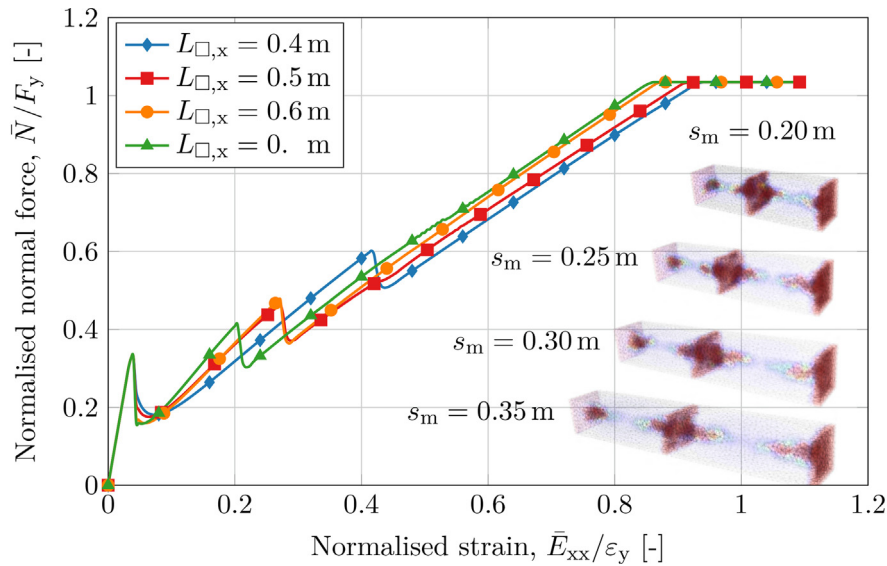 1.2
1
0.8
0.6
0.4
0.2
0
Normalised normal force, N̄/F_y [-]
L_□,x = 0.4 m
L_□,x = 0.5 m
L_□,x = 0.6 m
L_□,x = 0. m
s_m = 0.20 m
s_m = 0.25 m
s_m = 0.30 m
s_m = 0.35 m
0 0.2 0.4 0.6 0.8 1 1.2
Normalised strain, Ē_xx/ε_y [-]